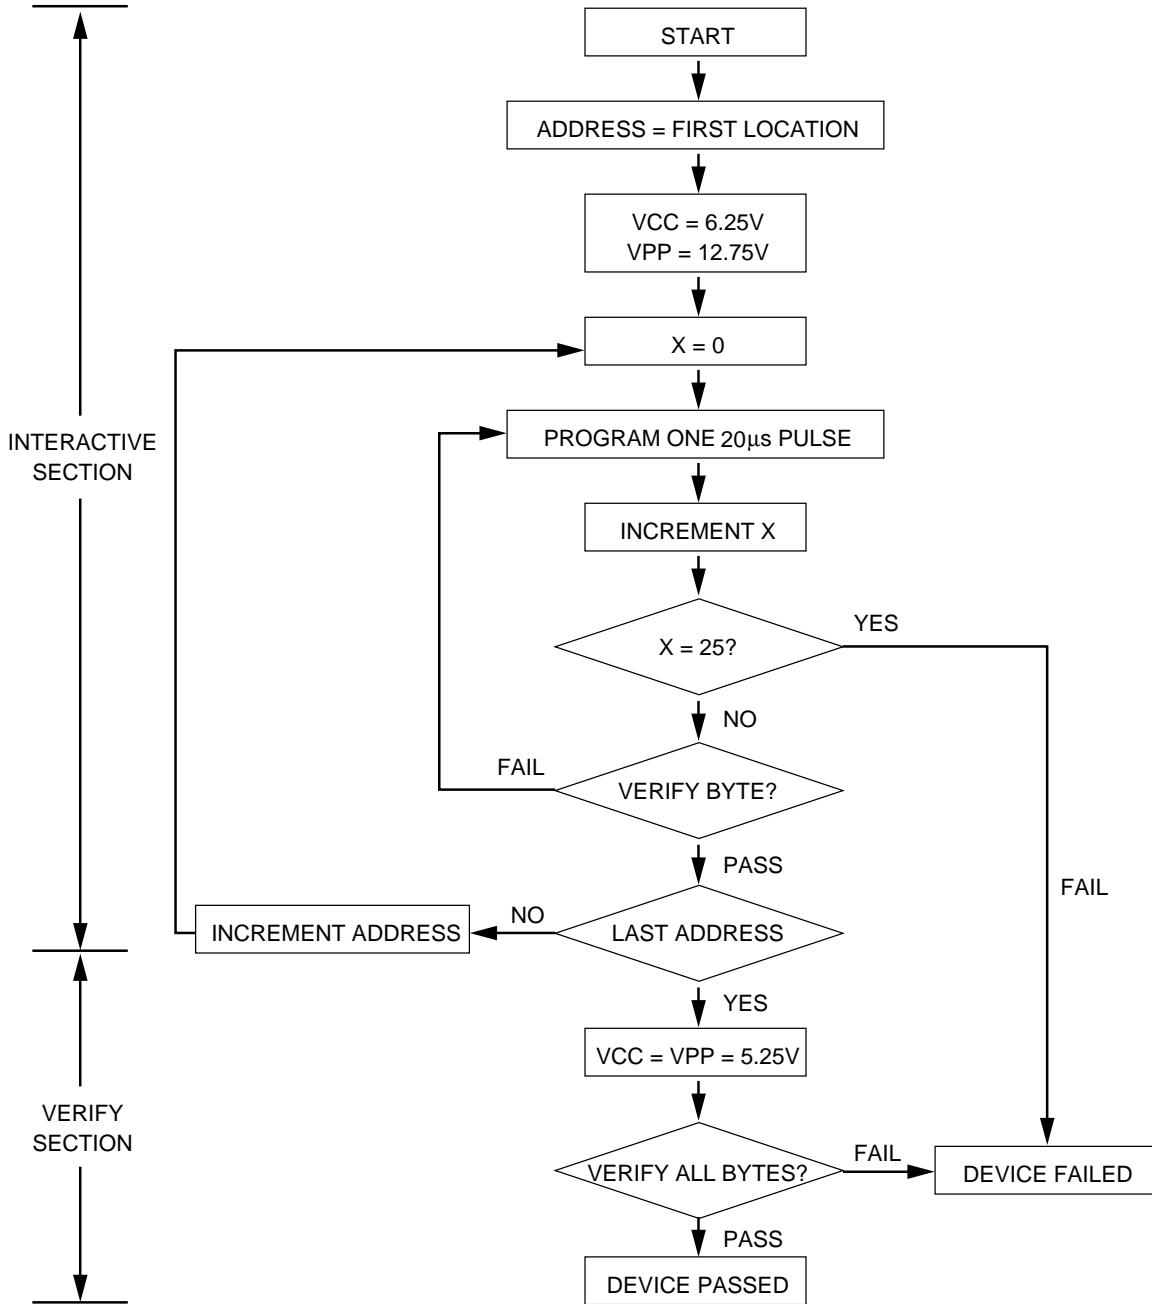 START
ADDRESS = FIRST LOCATION
VCC = 6.25V
VPP = 12.75V
X = 0
INTERACTIVE
SECTION
PROGRAM ONE 20µs PULSE
INCREMENT X
X = 25?
YES
NO
FAIL
VERIFY BYTE?
PASS
FAIL
INCREMENT ADDRESS
NO
LAST ADDRESS
YES
VCC = VPP = 5.25V
VERIFY
SECTION
VERIFY ALL BYTES?
FAIL
DEVICE FAILED
PASS
DEVICE PASSED